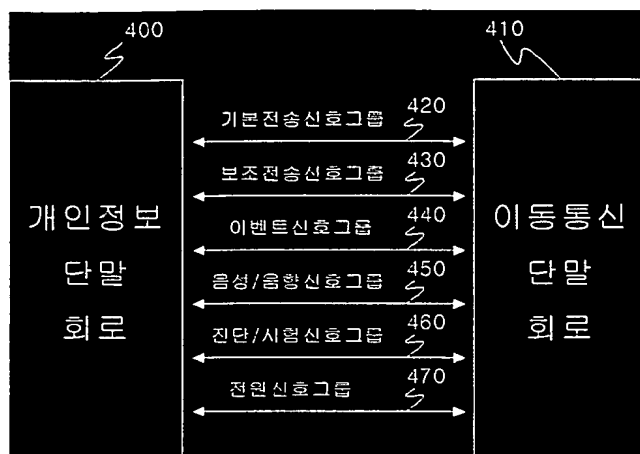 400
410
기본전송신호그룹
420
보조전송신호그룹
430
이벤트신호그룹
440
음성/음향신호그룹
450
진단/시험신호그룹
460
전원신호그룹
470
개인정보
단말
회로
이동통신
단말
회로